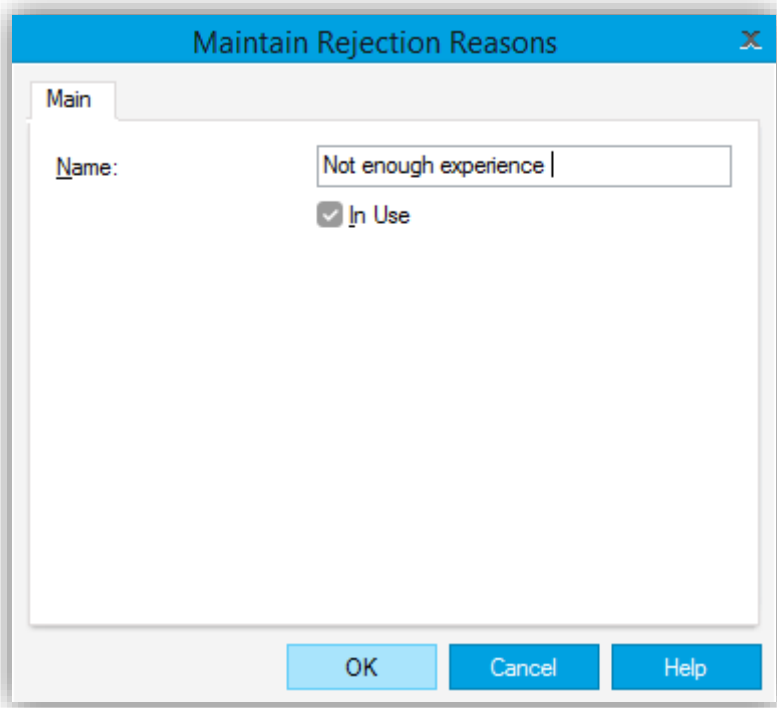 Maintain Rejection Reasons
Main
Name: Not enough experience
In Use
OK Cancel Help